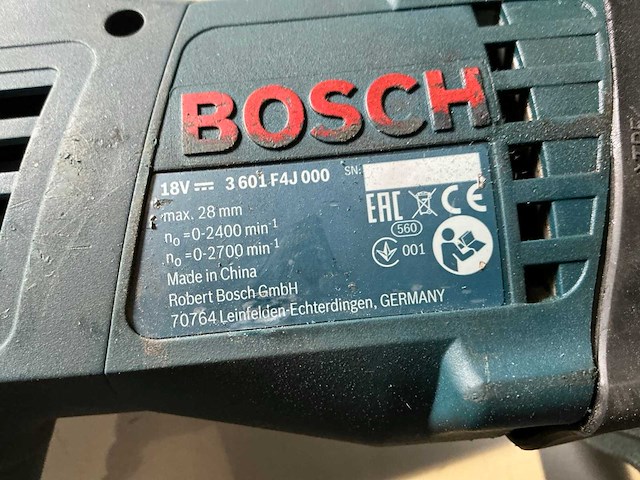 BOSCH
18V ⎓ 3 601 F4J 000 SN:
max. 28 mm
n₀ =0-2400 min⁻¹
n₀ =0-2700 min⁻¹
Made in China
Robert Bosch GmbH
70764 Leinfelden-Echterdingen, GERMANY
EAC CE
560
001